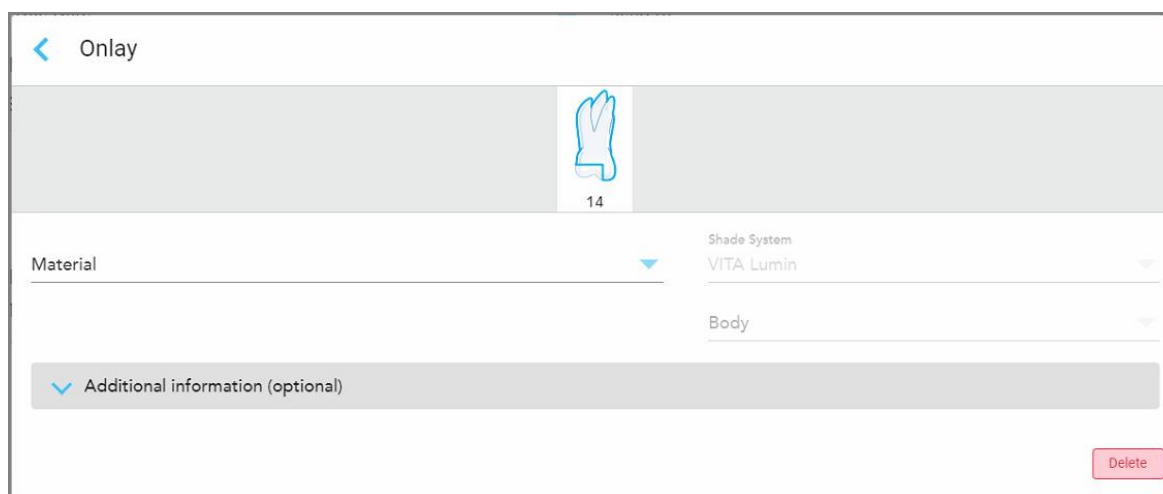 Onlay
14
Material
Shade System
VITA Lumin
Body
Additional information (optional)
Delete